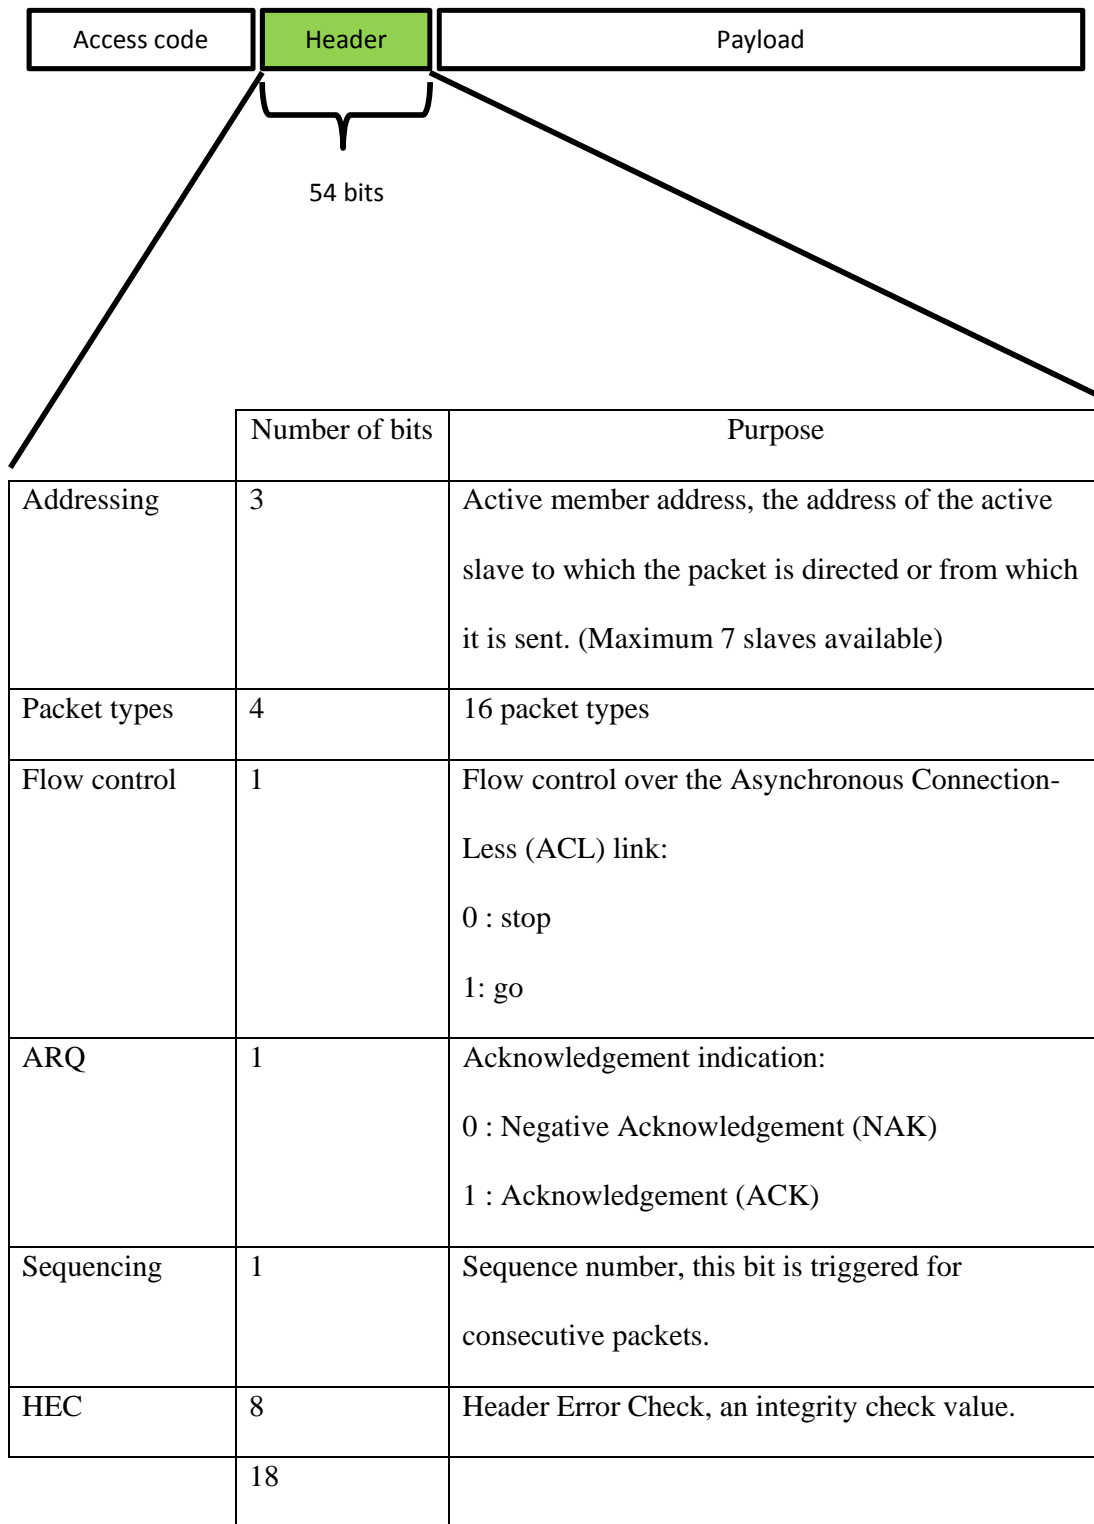 Access code Header Payload
54 bits
Number of bits Purpose
Addressing 3 Active member address, the address of the active
slave to which the packet is directed or from which
it is sent. (Maximum 7 slaves available)
Packet types 4 16 packet types
Flow control 1 Flow control over the Asynchronous Connection-
Less (ACL) link:
0 : stop
1: go
ARQ 1 Acknowledgement indication:
0 : Negative Acknowledgement (NAK)
1 : Acknowledgement (ACK)
Sequencing 1 Sequence number, this bit is triggered for
consecutive packets.
HEC 8 Header Error Check, an integrity check value.
18